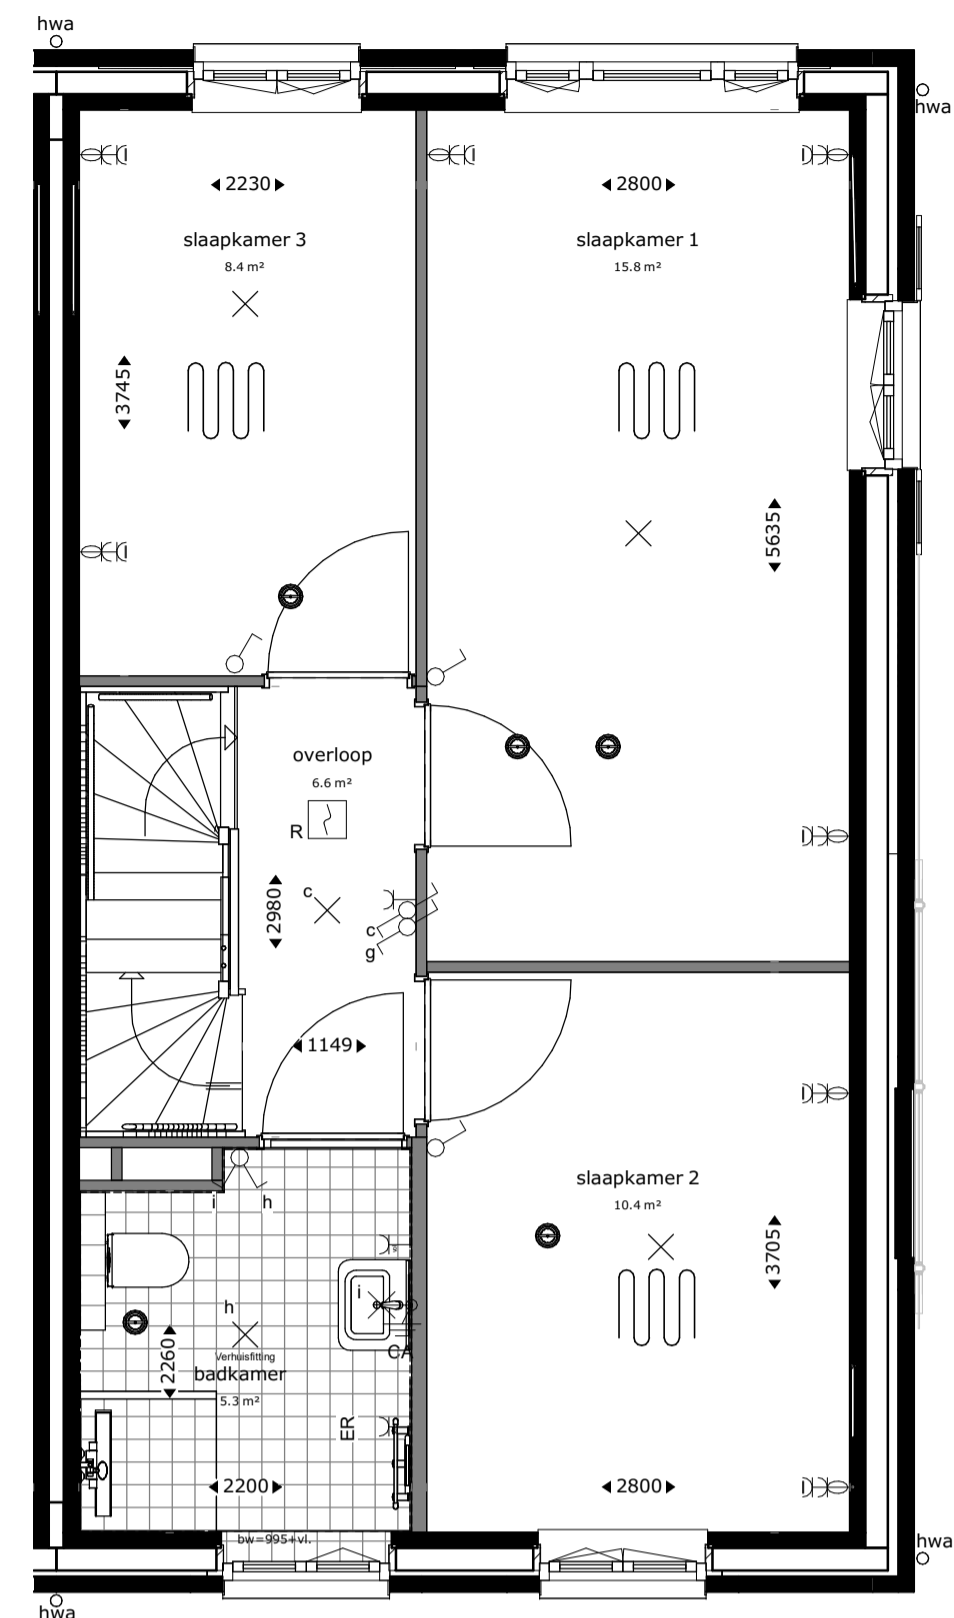 hwa
hwa
2230
2800
slaapkamer 3
8.4 m²
slaapkamer 1
15.8 m²
3745
5635
overloop
6.6 m²
R
c
2980
c
g
1149
i
h
slaapkamer 2
10.4 m²
3705
i
h
Verhuisfitting
2260
badkamer
CA
5.3 m²
ER
2200
2800
bw=995+vl.
hwa
hwa